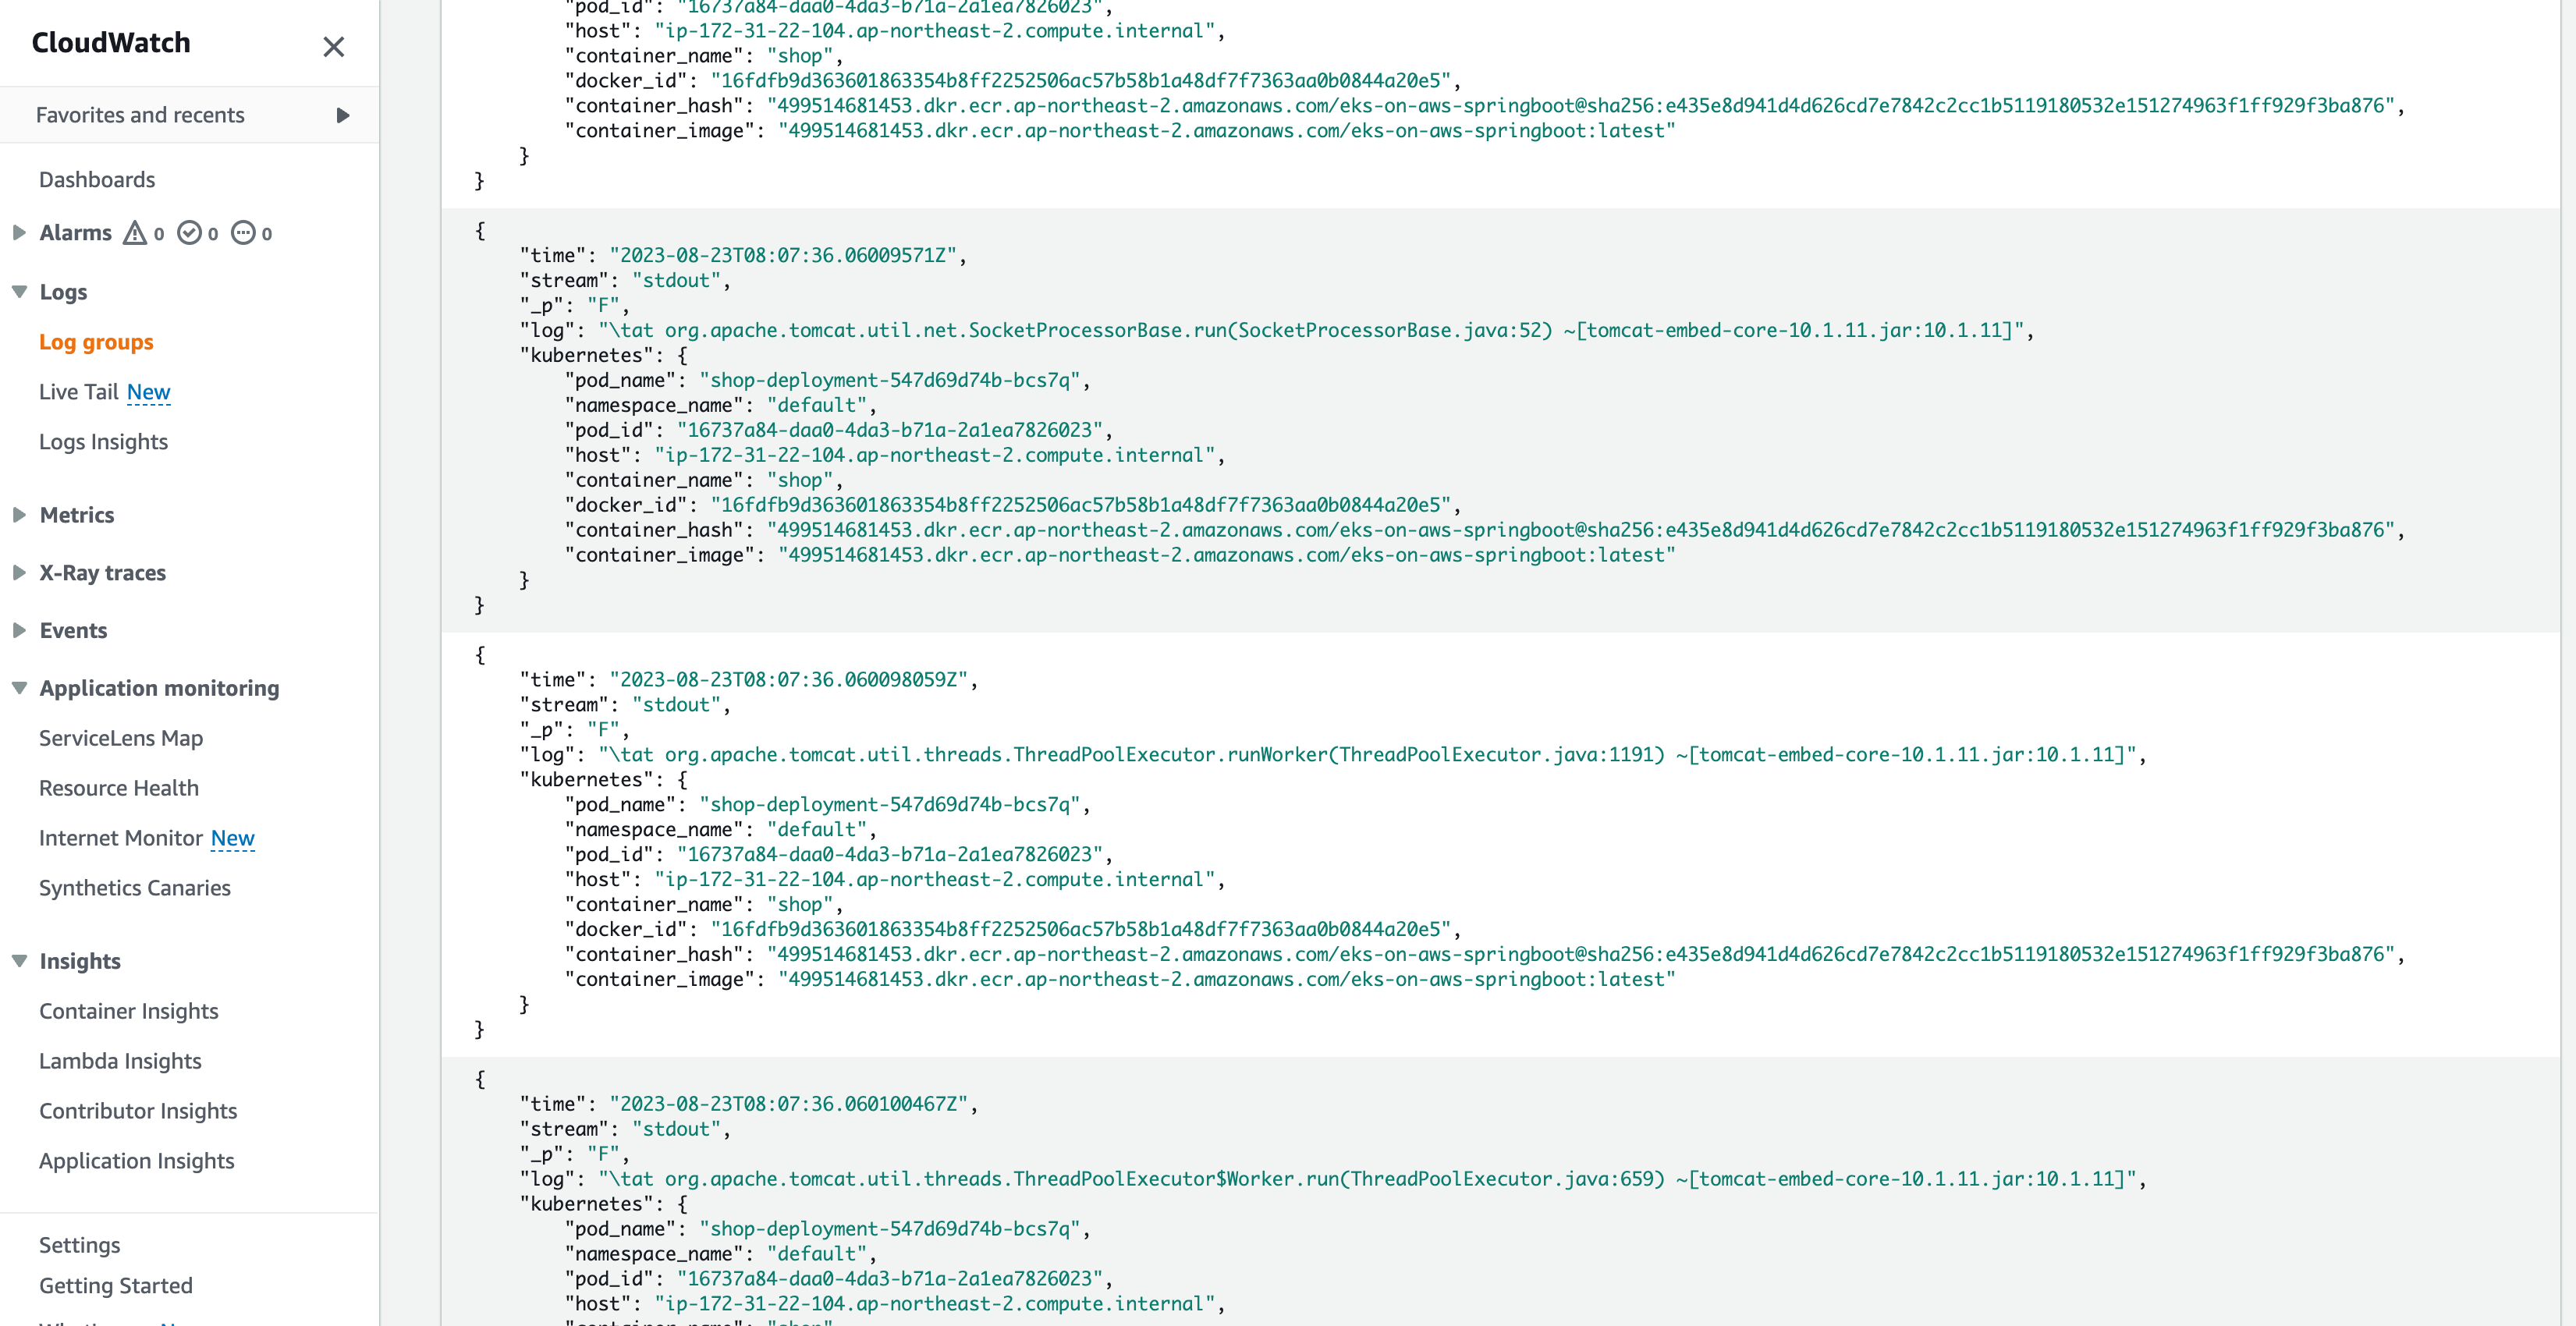 CloudWatch
Favorites and recents
Dashboards
Alarms 0 0 0
Logs
Log groups
Live Tail New
Logs Insights
Metrics
X-Ray traces
Events
Application monitoring
ServiceLens Map
Resource Health
Internet Monitor New
Synthetics Canaries
Insights
Container Insights
Lambda Insights
Contributor Insights
Application Insights
Settings
Getting Started
"pod_id": "16737a84-daa0-4da3-b71a-2a1ea7826023",
"host": "ip-172-31-22-104.ap-northeast-2.compute.internal",
"container_name": "shop",
"docker_id": "16fdfb9d363601863354b8ff2252506ac57b58b1a48df7f7363aa0b0844a20e5",
"container_hash": "499514681453.dkr.ecr.ap-northeast-2.amazonaws.com/eks-on-aws-springboot@sha256:e435e8d941d4d626cd7e7842c2cc1b5119180532e151274963f1ff929f3ba876",
"container_image": "499514681453.dkr.ecr.ap-northeast-2.amazonaws.com/eks-on-aws-springboot:latest"
}
}
{
"time": "2023-08-23T08:07:36.06009571Z",
"stream": "stdout",
"_p": "F",
"log": "\tat org.apache.tomcat.util.net.SocketProcessorBase.run(SocketProcessorBase.java:52) ~[tomcat-embed-core-10.1.11.jar:10.1.11]",
"kubernetes": {
"pod_name": "shop-deployment-547d69d74b-bcs7q",
"namespace_name": "default",
"pod_id": "16737a84-daa0-4da3-b71a-2a1ea7826023",
"host": "ip-172-31-22-104.ap-northeast-2.compute.internal",
"container_name": "shop",
"docker_id": "16fdfb9d363601863354b8ff2252506ac57b58b1a48df7f7363aa0b0844a20e5",
"container_hash": "499514681453.dkr.ecr.ap-northeast-2.amazonaws.com/eks-on-aws-springboot@sha256:e435e8d941d4d626cd7e7842c2cc1b5119180532e151274963f1ff929f3ba876",
"container_image": "499514681453.dkr.ecr.ap-northeast-2.amazonaws.com/eks-on-aws-springboot:latest"
}
}
{
"time": "2023-08-23T08:07:36.060098059Z",
"stream": "stdout",
"_p": "F",
"log": "\tat org.apache.tomcat.util.threads.ThreadPoolExecutor.runWorker(ThreadPoolExecutor.java:1191) ~[tomcat-embed-core-10.1.11.jar:10.1.11]",
"kubernetes": {
"pod_name": "shop-deployment-547d69d74b-bcs7q",
"namespace_name": "default",
"pod_id": "16737a84-daa0-4da3-b71a-2a1ea7826023",
"host": "ip-172-31-22-104.ap-northeast-2.compute.internal",
"container_name": "shop",
"docker_id": "16fdfb9d363601863354b8ff2252506ac57b58b1a48df7f7363aa0b0844a20e5",
"container_hash": "499514681453.dkr.ecr.ap-northeast-2.amazonaws.com/eks-on-aws-springboot@sha256:e435e8d941d4d626cd7e7842c2cc1b5119180532e151274963f1ff929f3ba876",
"container_image": "499514681453.dkr.ecr.ap-northeast-2.amazonaws.com/eks-on-aws-springboot:latest"
}
}
{
"time": "2023-08-23T08:07:36.060100467Z",
"stream": "stdout",
"_p": "F",
"log": "\tat org.apache.tomcat.util.threads.ThreadPoolExecutor$Worker.run(ThreadPoolExecutor.java:659) ~[tomcat-embed-core-10.1.11.jar:10.1.11]",
"kubernetes": {
"pod_name": "shop-deployment-547d69d74b-bcs7q",
"namespace_name": "default",
"pod_id": "16737a84-daa0-4da3-b71a-2a1ea7826023",
"host": "ip-172-31-22-104.ap-northeast-2.compute.internal",